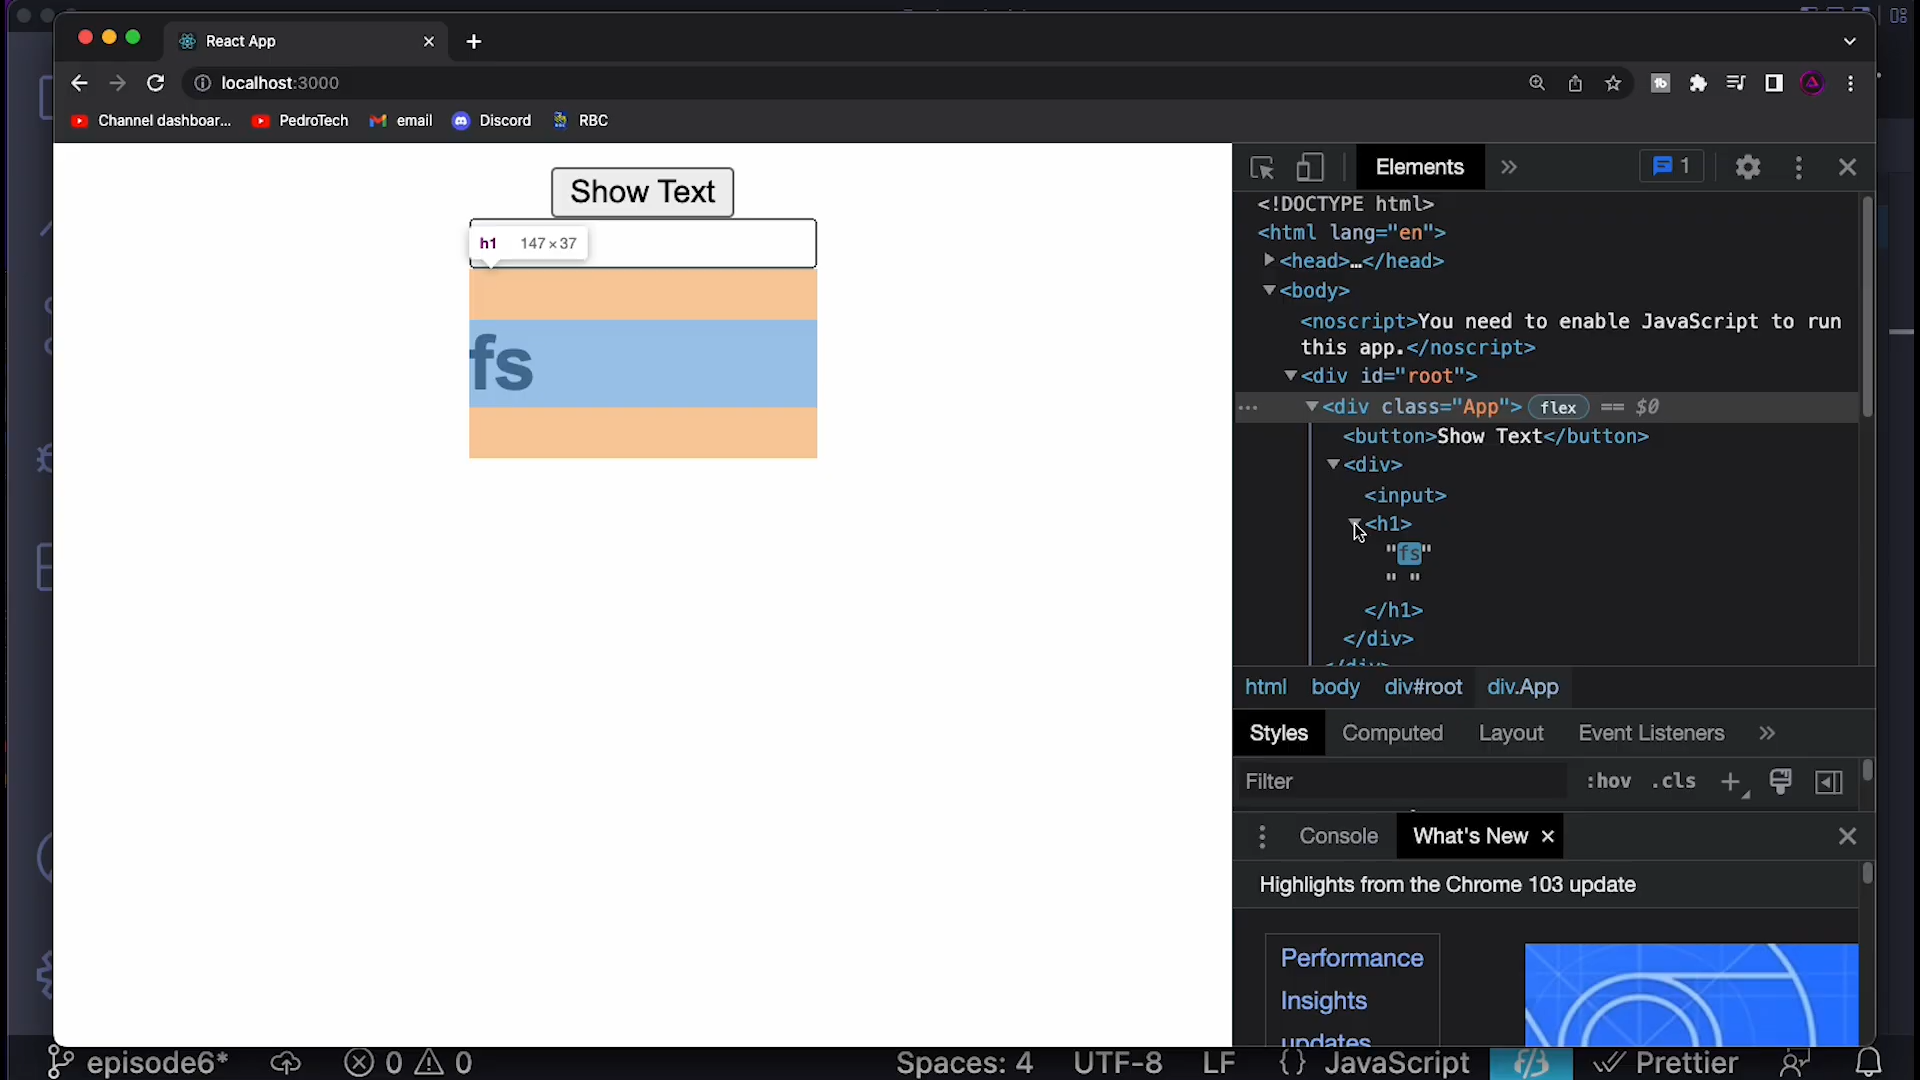 React App
localhost:3000
Channel dashboar... PedroTech email Discord RBC
Show Text
h1 147×37
fs
Elements » 1
<!DOCTYPE html>
<html lang="en">
<head>…</head>
<body>
<noscript>You need to enable JavaScript to run
this app.</noscript>
<div id="root">
<div class="App"> flex == $0
<button>Show Text</button>
<div>
<input>
<h1>
"fs"
" "
</h1>
</div>
</div>
html body div#root div.App
Styles Computed Layout Event Listeners »
Filter :hov .cls
Console What's New
Highlights from the Chrome 103 update
Performance
Insights
updates
episode6* 0 0 Spaces: 4 UTF-8 LF {} JavaScript Prettier